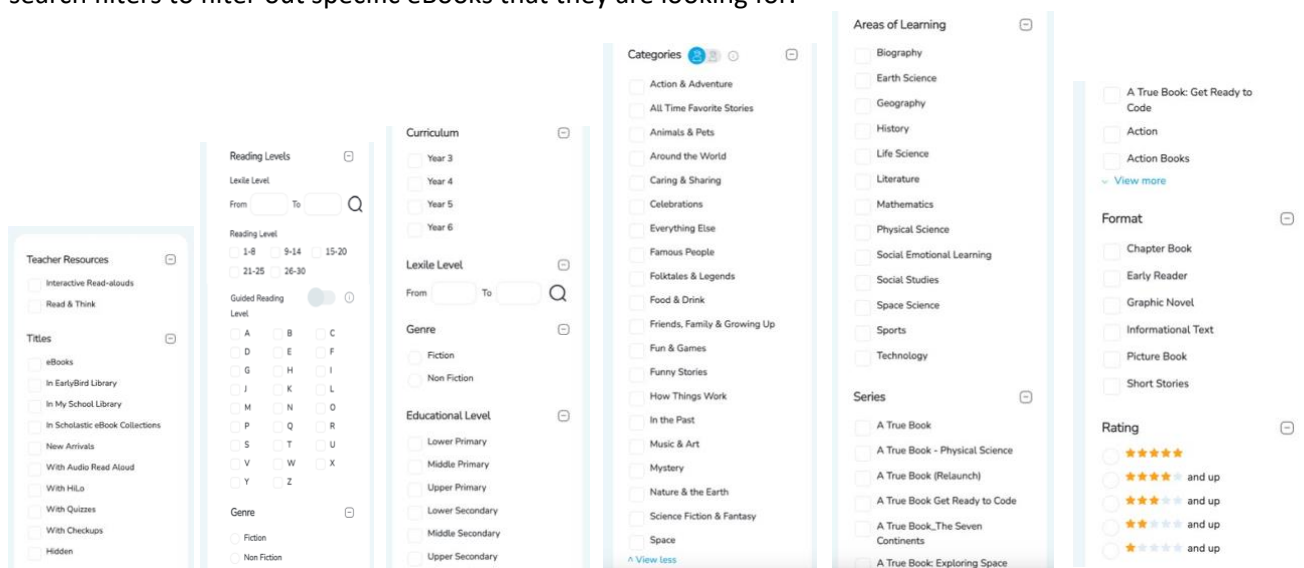 search filters to filter out specific eBooks that they are looking for.
Teacher Resources
Interactive Read-alouds
Read & Think
Titles
eBooks
In EarlyBird Library
In My School Library
In Scholastic eBook Collections
New Arrivals
With Audio Read Aloud
With HiLo
With Quizzes
With Checkups
Hidden
Reading Levels
Lexile Level
From To
Reading Level
1-8 9-14 15-20
21-25 26-30
Guided Reading
Level
A B C
D E F
G H I
J K L
M N O
P Q R
S T U
V W X
Y Z
Genre
Fiction
Non Fiction
Curriculum
Year 3
Year 4
Year 5
Year 6
Lexile Level
From To
Genre
Fiction
Non Fiction
Educational Level
Lower Primary
Middle Primary
Upper Primary
Lower Secondary
Middle Secondary
Upper Secondary
Categories
Action & Adventure
All Time Favorite Stories
Animals & Pets
Around the World
Caring & Sharing
Celebrations
Everything Else
Famous People
Folktales & Legends
Food & Drink
Friends, Family & Growing Up
Fun & Games
Funny Stories
How Things Work
In the Past
Music & Art
Mystery
Nature & the Earth
Science Fiction & Fantasy
Space
^ View less
Areas of Learning
Biography
Earth Science
Geography
History
Life Science
Literature
Mathematics
Physical Science
Social Emotional Learning
Social Studies
Space Science
Sports
Technology
Series
A True Book
A True Book - Physical Science
A True Book (Relaunch)
A True Book Get Ready to Code
A True Book_The Seven
Continents
A True Book: Exploring Space
A True Book: Get Ready to
Code
Action
Action Books
View more
Format
Chapter Book
Early Reader
Graphic Novel
Informational Text
Picture Book
Short Stories
Rating
and up
and up
and up
and up